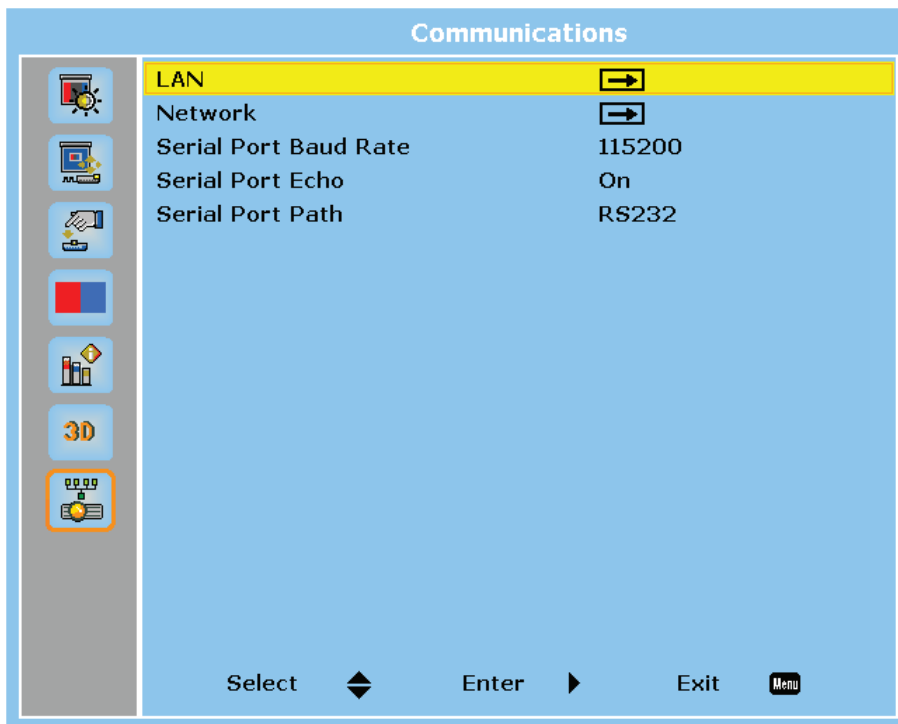 Communications
LAN
Network
Serial Port Baud Rate 115200
Serial Port Echo On
Serial Port Path RS232
3D
Select Enter Exit Menu